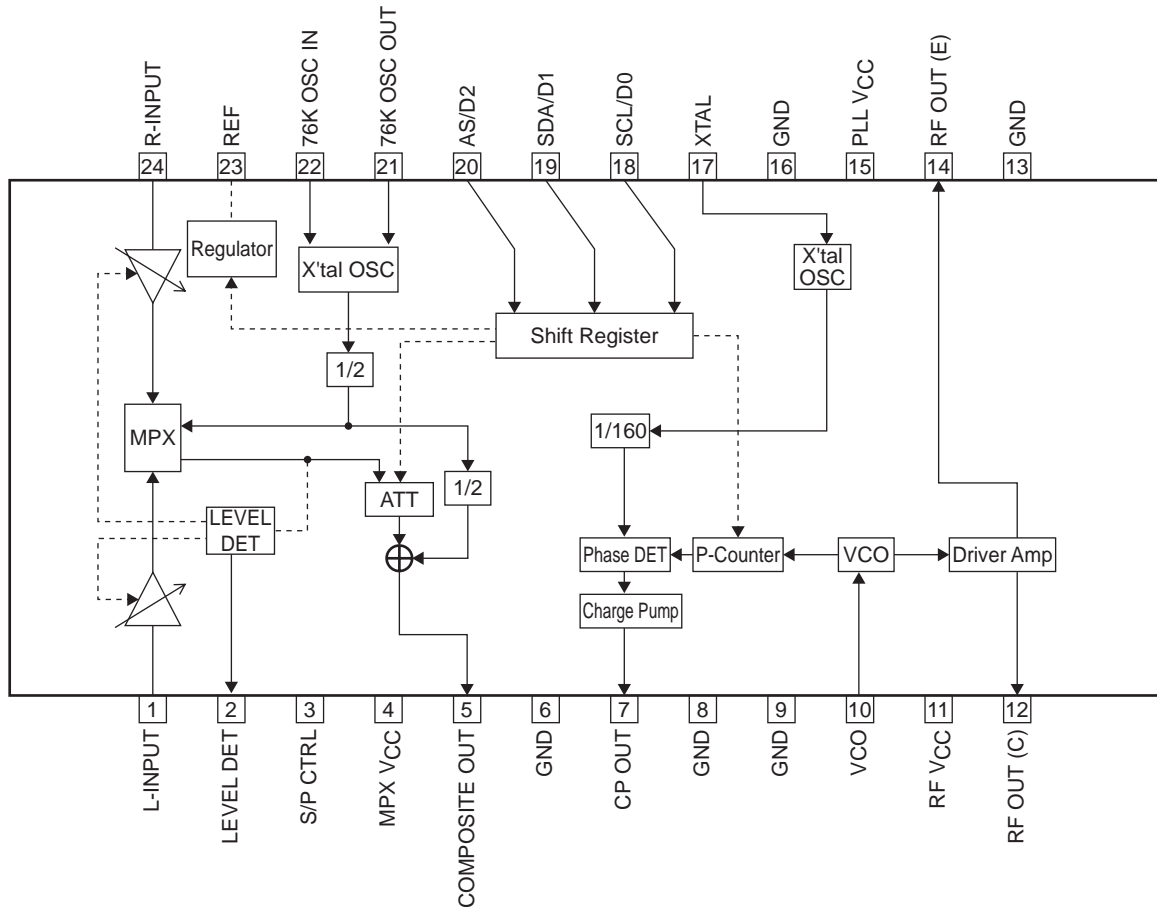 R-INPUT
REF
76K OSC IN
76K OSC OUT
AS/D2
SDA/D1
SCL/D0
XTAL
GND
PLL VCC
RF OUT (E)
GND
24
23
22
21
20
19
18
17
16
15
14
13
Regulator
X'tal OSC
X'tal
OSC
Shift Register
1/2
MPX
1/160
1/2
ATT
LEVEL
DET
Phase DET
P-Counter
VCO
Driver Amp
Charge Pump
1
2
3
4
5
6
7
8
9
10
11
12
L-INPUT
LEVEL DET
S/P CTRL
MPX VCC
COMPOSITE OUT
GND
CP OUT
GND
GND
VCO
RF VCC
RF OUT (C)